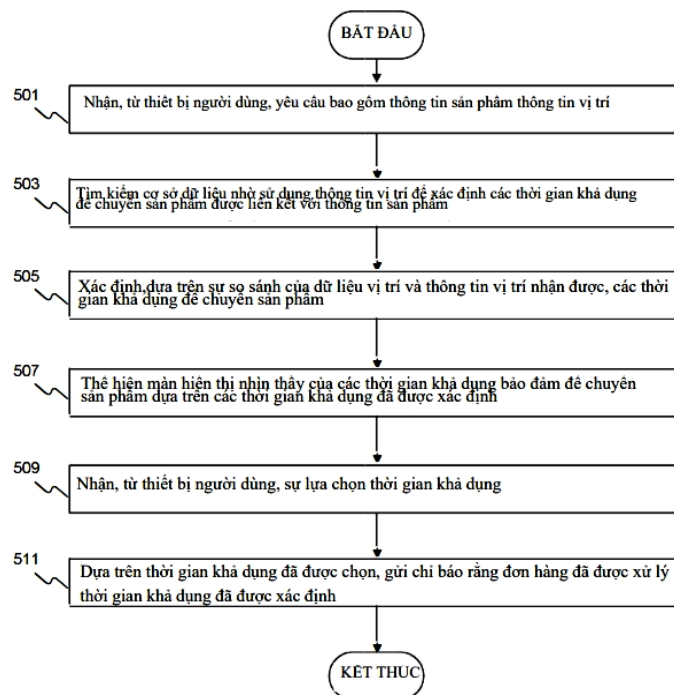 BẮT ĐẦU
501
Nhận, từ thiết bị người dùng, yêu cầu bao gồm thông tin sản phẩm thông tin vị trí
503
Tìm kiếm cơ sở dữ liệu nhờ sử dụng thông tin vị trí để xác định các thời gian khả dụng
để chuyển sản phẩm được liên kết với thông tin sản phẩm
505
Xác định,dựa trên sự so sánh của dữ liệu vị trí và thông tin vị trí nhận được, các thời
gian khả dụng để chuyển sản phẩm
507
Thể hiện màn hiển thị nhìn thấy của các thời gian khả dụng bảo đảm để chuyển
sản phẩm dựa trên các thời gian khả dụng đã được xác định
509
Nhận, từ thiết bị người dùng, sự lựa chọn thời gian khả dụng
511
Dựa trên thời gian khả dụng đã được chọn, gửi chỉ báo rằng đơn hàng đã được xử lý
thời gian khả dụng đã được xác định
KẾT THÚC